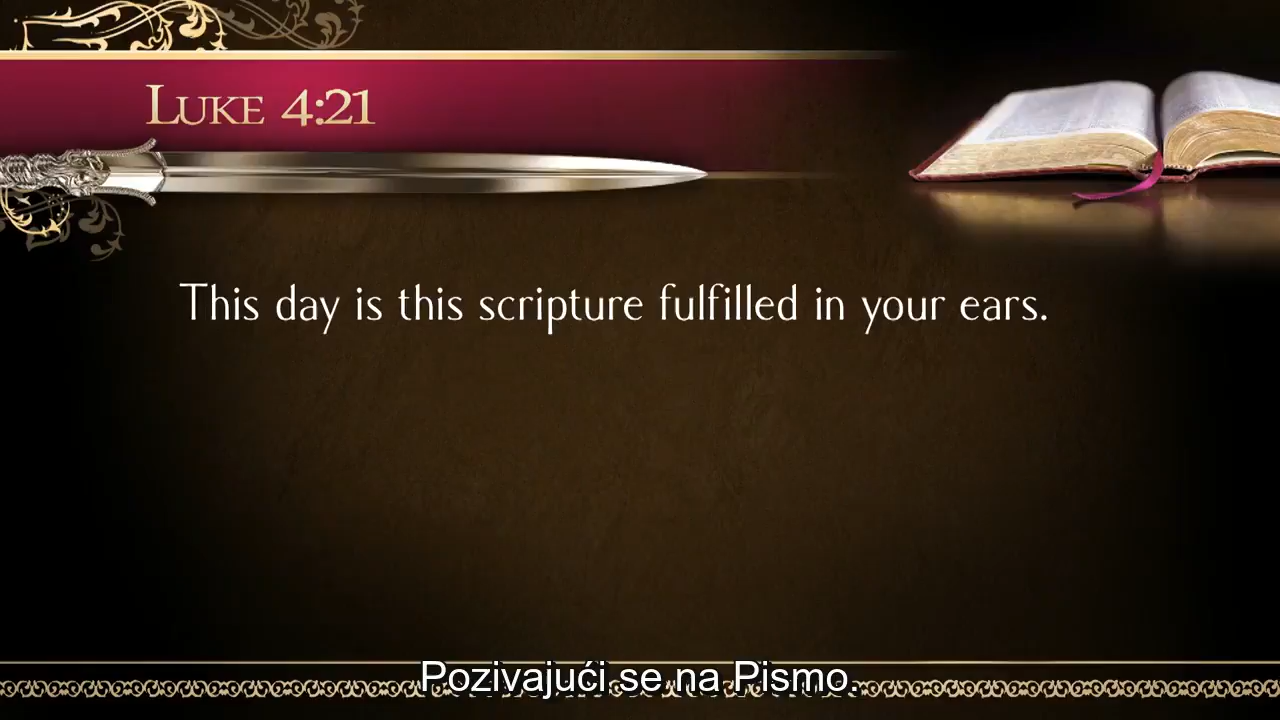 LUKE 4:21
This day is this scripture fulfilled in your ears.
Pozivajući se na Pismo.